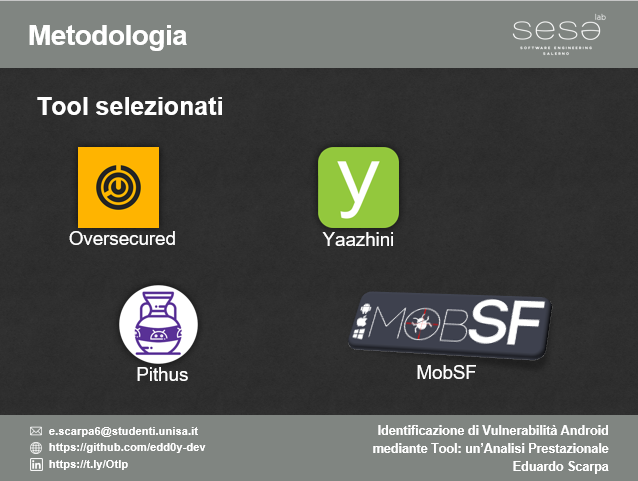 Metodologia
sesa lab
SOFTWARE ENGINEERING
SALERNO
Tool selezionati
y
Oversecured
Yaazhini
MOBSF
Pithus
MobSF
e.scarpa6@studenti.unisa.it
https://github.com/edd0y-dev
https://t.ly/OtIp
Identificazione di Vulnerabilità Android
mediante Tool: un'Analisi Prestazionale
Eduardo Scarpa